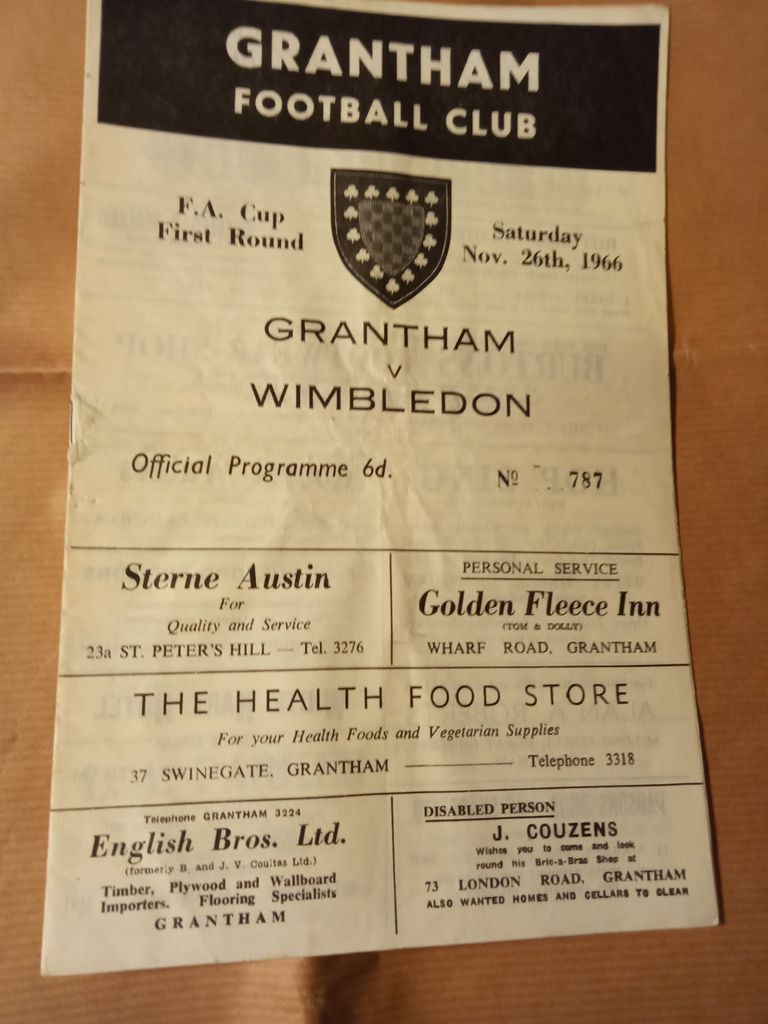 GRANTHAM
FOOTBALL CLUB
F.A. Cup
First Round
Saturday
Nov. 26th, 1966
GRANTHAM
v
WIMBLEDON
Official Programme 6d.
Nº 787
Sterne Austin
For
Quality and Service
23a ST. PETER'S HILL — Tel. 3276
PERSONAL SERVICE
Golden Fleece Inn
(TOM & DOLLY)
WHARF ROAD, GRANTHAM
THE HEALTH FOOD STORE
For your Health Foods and Vegetarian Supplies
37 SWINEGATE, GRANTHAM ——— Telephone 3318
Telephone GRANTHAM 3224
English Bros. Ltd.
(formerly B. and J. V. Coultas Ltd.)
Timber, Plywood and Wallboard
Importers. Flooring Specialists
GRANTHAM
DISABLED PERSON
J. COUZENS
Wishes you to come and look
round his Bric-a-Brac Shop at
73 LONDON ROAD, GRANTHAM
ALSO WANTED HOMES AND CELLARS TO CLEAR